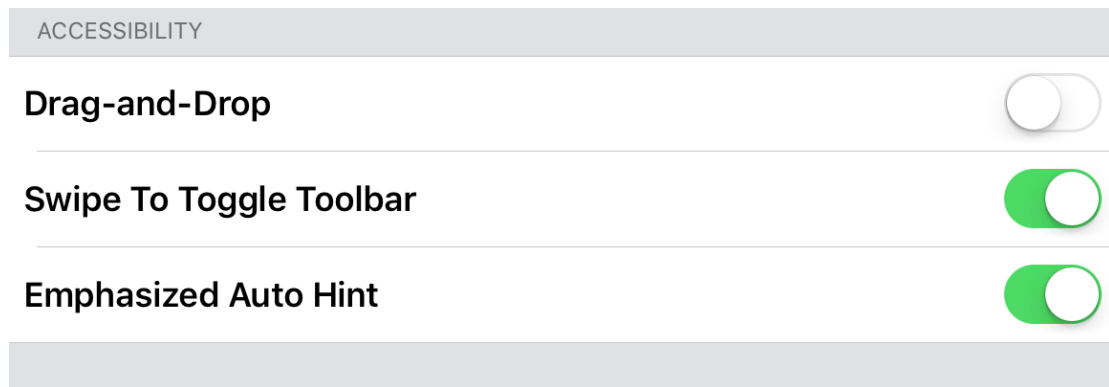 ACCESSIBILITY
Drag-and-Drop
Swipe To Toggle Toolbar
Emphasized Auto Hint